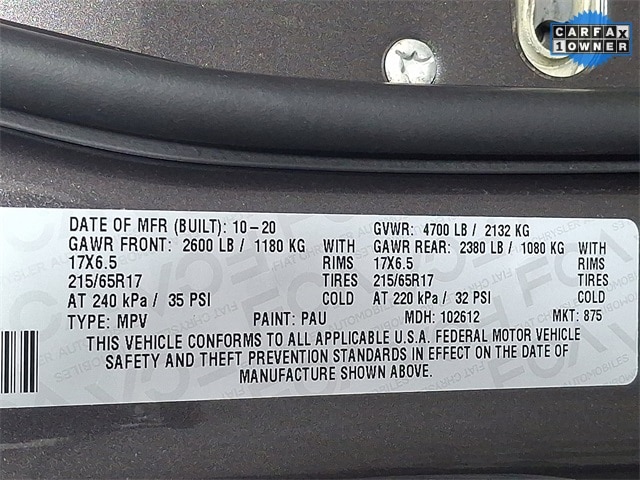 CARFAX
1 OWNER
DATE OF MFR (BUILT): 10-20 GVWR: 4700 LB / 2132 KG
GAWR FRONT: 2600 LB / 1180 KG WITH GAWR REAR: 2380 LB / 1080 KG WITH
17X6.5 RIMS 17X6.5 RIMS
215/65R17 TIRES 215/65R17 TIRES
AT 240 kPa / 35 PSI COLD AT 220 kPa / 32 PSI COLD
TYPE: MPV PAINT: PAU MDH: 102612 MKT: 875
THIS VEHICLE CONFORMS TO ALL APPLICABLE U.S.A. FEDERAL MOTOR VEHICLE
SAFETY AND THEFT PREVENTION STANDARDS IN EFFECT ON THE DATE OF
MANUFACTURE SHOWN ABOVE.